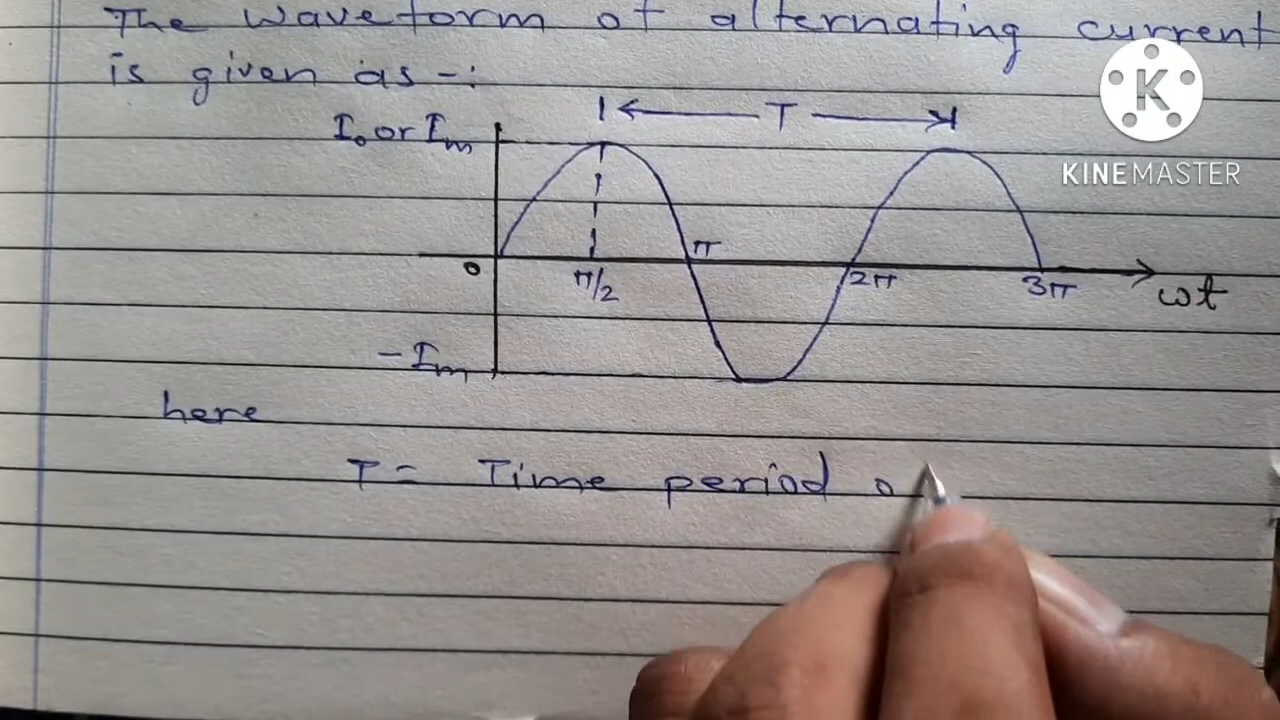 The waveform of alternating current
is given as -:
I₀ or Iₘ
T
K
KINEMASTER
0
π/2
π
2π
3π
ωt
-Iₘ
here
T = Time period o